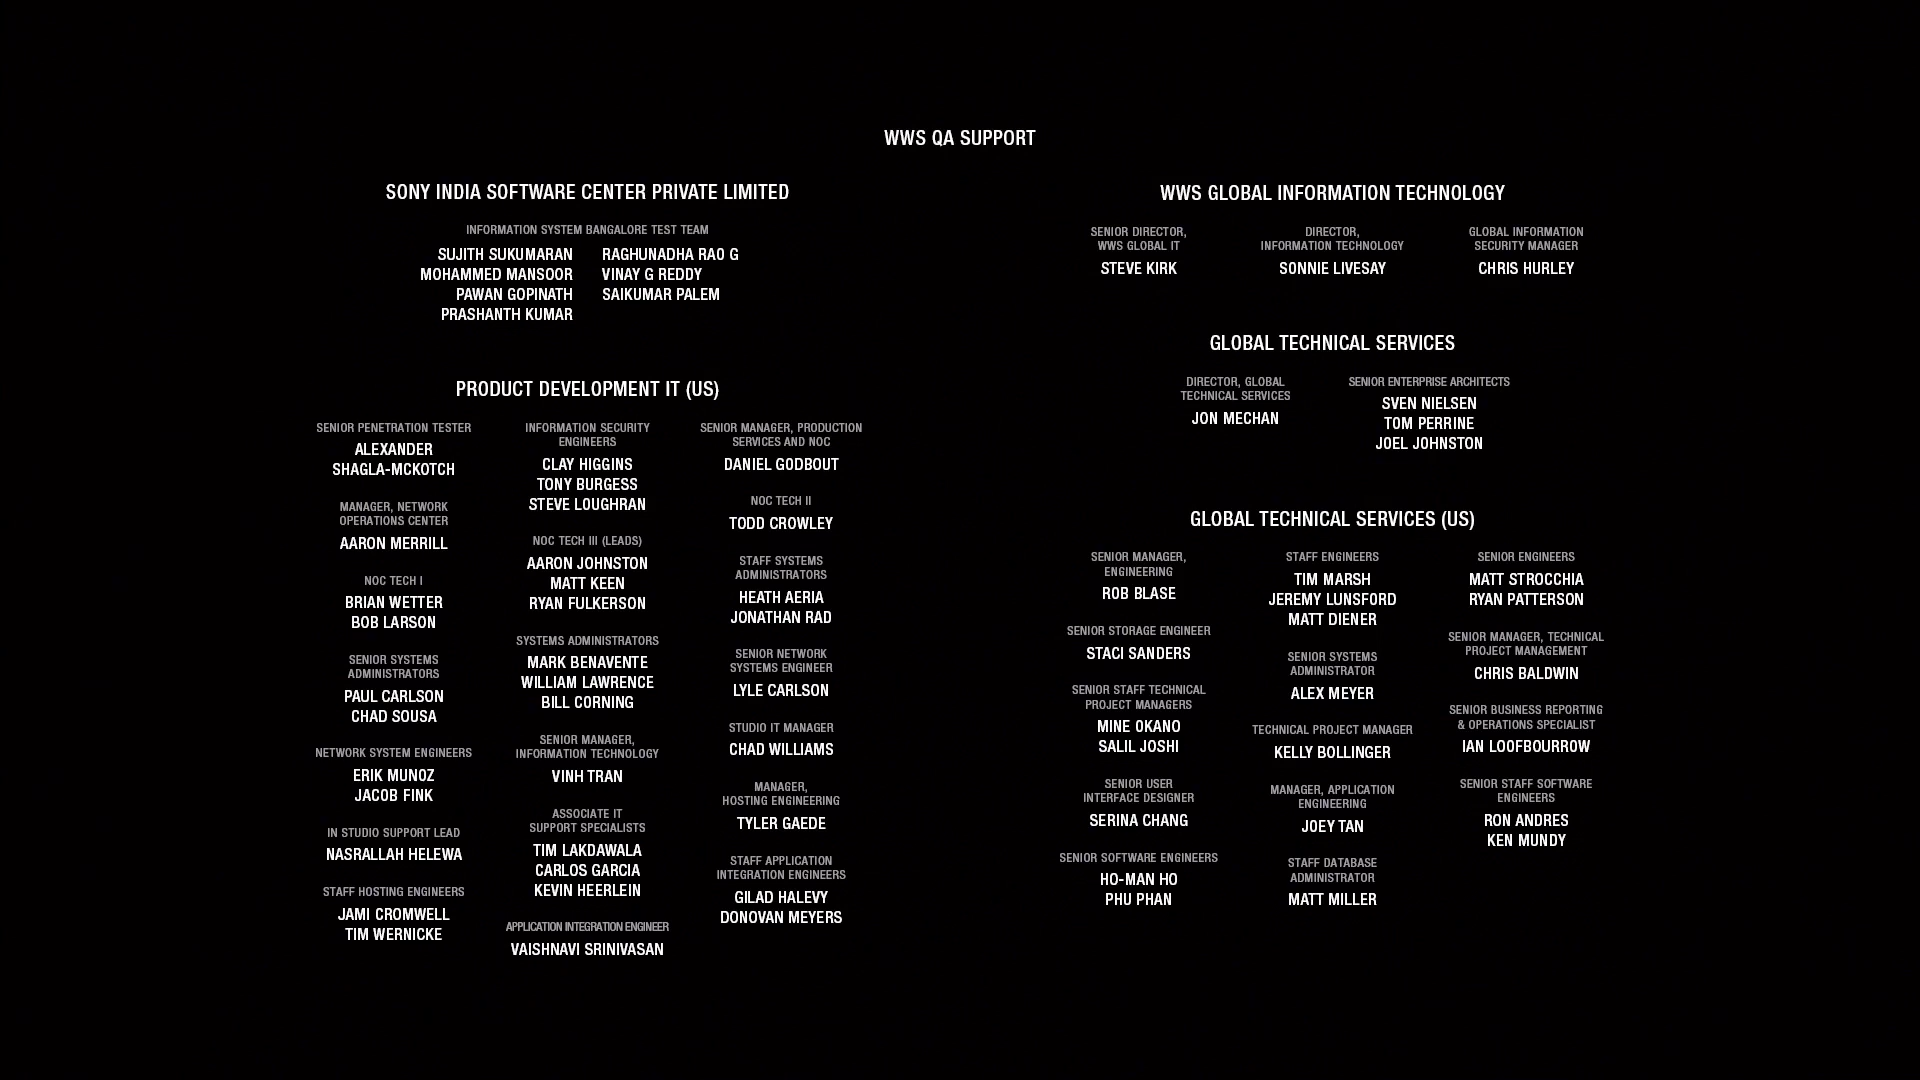 WWS QA SUPPORT
SONY INDIA SOFTWARE CENTER PRIVATE LIMITED
INFORMATION SYSTEM BANGALORE TEST TEAM
SUJITH SUKUMARAN
MOHAMMED MANSOOR
PAWAN GOPINATH
PRASHANTH KUMAR
RAGHUNADHA RAO G
VINAY G REDDY
SAIKUMAR PALEM
PRODUCT DEVELOPMENT IT (US)
SENIOR PENETRATION TESTER
ALEXANDER
SHAGLA-MCKOTCH
MANAGER, NETWORK
OPERATIONS CENTER
AARON MERRILL
NOC TECH I
BRIAN WETTER
BOB LARSON
SENIOR SYSTEMS
ADMINISTRATORS
PAUL CARLSON
CHAD SOUSA
NETWORK SYSTEM ENGINEERS
ERIK MUNOZ
JACOB FINK
IN STUDIO SUPPORT LEAD
NASRALLAH HELEWA
STAFF HOSTING ENGINEERS
JAMI CROMWELL
TIM WERNICKE
INFORMATION SECURITY
ENGINEERS
CLAY HIGGINS
TONY BURGESS
STEVE LOUGHRAN
NOC TECH III (LEADS)
AARON JOHNSTON
MATT KEEN
RYAN FULKERSON
SYSTEMS ADMINISTRATORS
MARK BENAVENTE
WILLIAM LAWRENCE
BILL CORNING
SENIOR MANAGER,
INFORMATION TECHNOLOGY
VINH TRAN
ASSOCIATE IT
SUPPORT SPECIALISTS
TIM LAKDAWALA
CARLOS GARCIA
KEVIN HEERLEIN
APPLICATION INTEGRATION ENGINEER
VAISHNAVI SRINIVASAN
SENIOR MANAGER, PRODUCTION
SERVICES AND NOC
DANIEL GODBOUT
NOC TECH II
TODD CROWLEY
STAFF SYSTEMS
ADMINISTRATORS
HEATH AERIA
JONATHAN RAD
SENIOR NETWORK
SYSTEMS ENGINEER
LYLE CARLSON
STUDIO IT MANAGER
CHAD WILLIAMS
MANAGER,
HOSTING ENGINEERING
TYLER GAEDE
STAFF APPLICATION
INTEGRATION ENGINEERS
GILAD HALEVY
DONOVAN MEYERS
WWS GLOBAL INFORMATION TECHNOLOGY
SENIOR DIRECTOR,
WWS GLOBAL IT
STEVE KIRK
DIRECTOR,
INFORMATION TECHNOLOGY
SONNIE LIVESAY
GLOBAL INFORMATION
SECURITY MANAGER
CHRIS HURLEY
GLOBAL TECHNICAL SERVICES
DIRECTOR, GLOBAL
TECHNICAL SERVICES
JON MECHAN
SENIOR ENTERPRISE ARCHITECTS
SVEN NIELSEN
TOM PERRINE
JOEL JOHNSTON
GLOBAL TECHNICAL SERVICES (US)
SENIOR MANAGER,
ENGINEERING
ROB BLASE
SENIOR STORAGE ENGINEER
STACI SANDERS
SENIOR STAFF TECHNICAL
PROJECT MANAGERS
MINE OKANO
SALIL JOSHI
SENIOR USER
INTERFACE DESIGNER
SERINA CHANG
SENIOR SOFTWARE ENGINEERS
HO-MAN HO
PHU PHAN
STAFF ENGINEERS
TIM MARSH
JEREMY LUNSFORD
MATT DIENER
SENIOR SYSTEMS
ADMINISTRATOR
ALEX MEYER
TECHNICAL PROJECT MANAGER
KELLY BOLLINGER
MANAGER, APPLICATION
ENGINEERING
JOEY TAN
STAFF DATABASE
ADMINISTRATOR
MATT MILLER
SENIOR ENGINEERS
MATT STROCCHIA
RYAN PATTERSON
SENIOR MANAGER, TECHNICAL
PROJECT MANAGEMENT
CHRIS BALDWIN
SENIOR BUSINESS REPORTING
& OPERATIONS SPECIALIST
IAN LOOFBOURROW
SENIOR STAFF SOFTWARE
ENGINEERS
RON ANDRES
KEN MUNDY